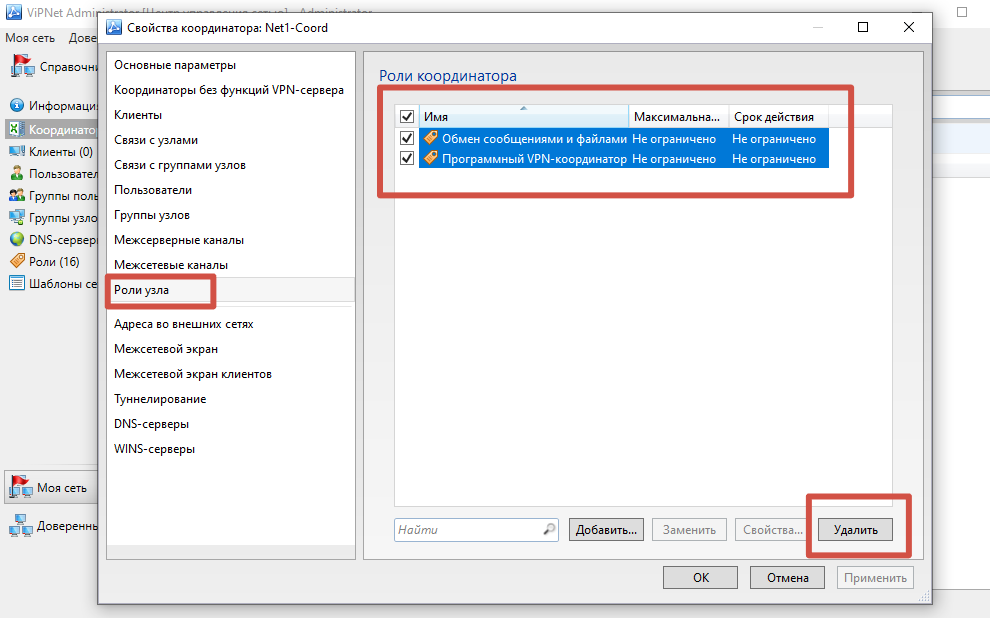 ViPNet Administrator [Центр управления сетью] - Administrator
Свойства координатора: Net1-Coord
Моя сеть Дове
Справочни
Информация
Координато
Клиенты (0)
Пользовател
Группы поль
Группы узло
DNS-сервер
Роли (16)
Шаблоны се
Моя сеть
Доверенны
Основные параметры
Координаторы без функций VPN-сервера
Клиенты
Связи с узлами
Связи с группами узлов
Пользователи
Группы узлов
Межсерверные каналы
Межсетевые каналы
Роли узла
Адреса во внешних сетях
Межсетевой экран
Межсетевой экран клиентов
Туннелирование
DNS-серверы
WINS-серверы
Роли координатора
Имя Максимальна... Срок действия
Обмен сообщениями и файлами Не ограничено Не ограничено
Программный VPN-координатор Не ограничено Не ограничено
Найти Добавить... Заменить Свойства... Удалить
OK Отмена Применить